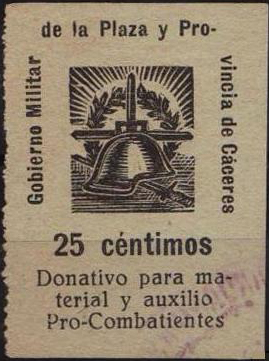 Gobierno Militar
de la Plaza y Pro-
vincia de Cáceres
25 céntimos
Donativo para ma-
terial y auxilio
Pro-Combatientes